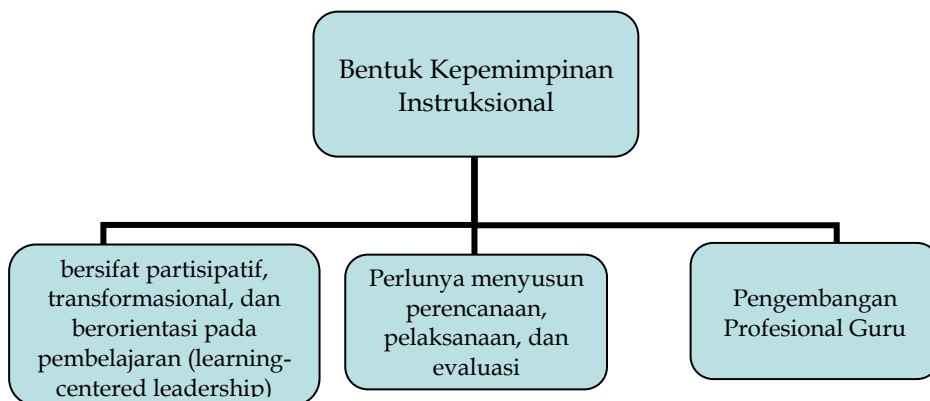 Bentuk Kepemimpinan
Instruksional
bersifat partisipatif,
transformasional, dan
berorientasi pada
pembelajaran (learning-
centered leadership)
Perlunya menyusun
perencanaan,
pelaksanaan, dan
evaluasi
Pengembangan
Profesional Guru